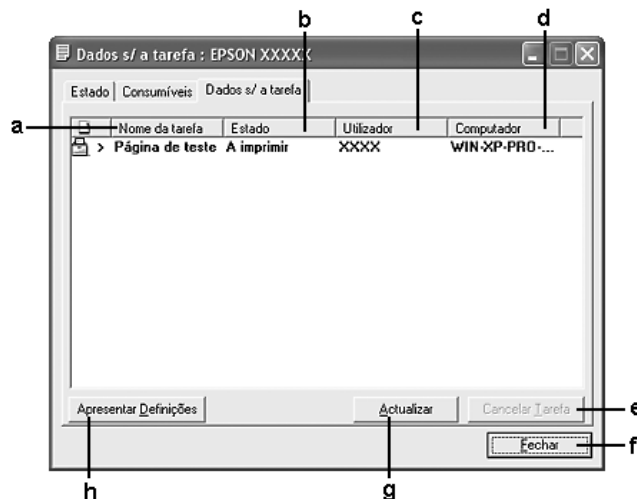 b c d
Dados s/ a tarefa : EPSON XXXXX
Estado Consumíveis Dados s/ a tarefa
a Nome da tarefa Estado Utilizador Computador
> Página de teste A imprimir XXXX WIN-XP-PRO-...
Apresentar Definições Actualizar Cancelar Tarefa e
Fechar f
h g